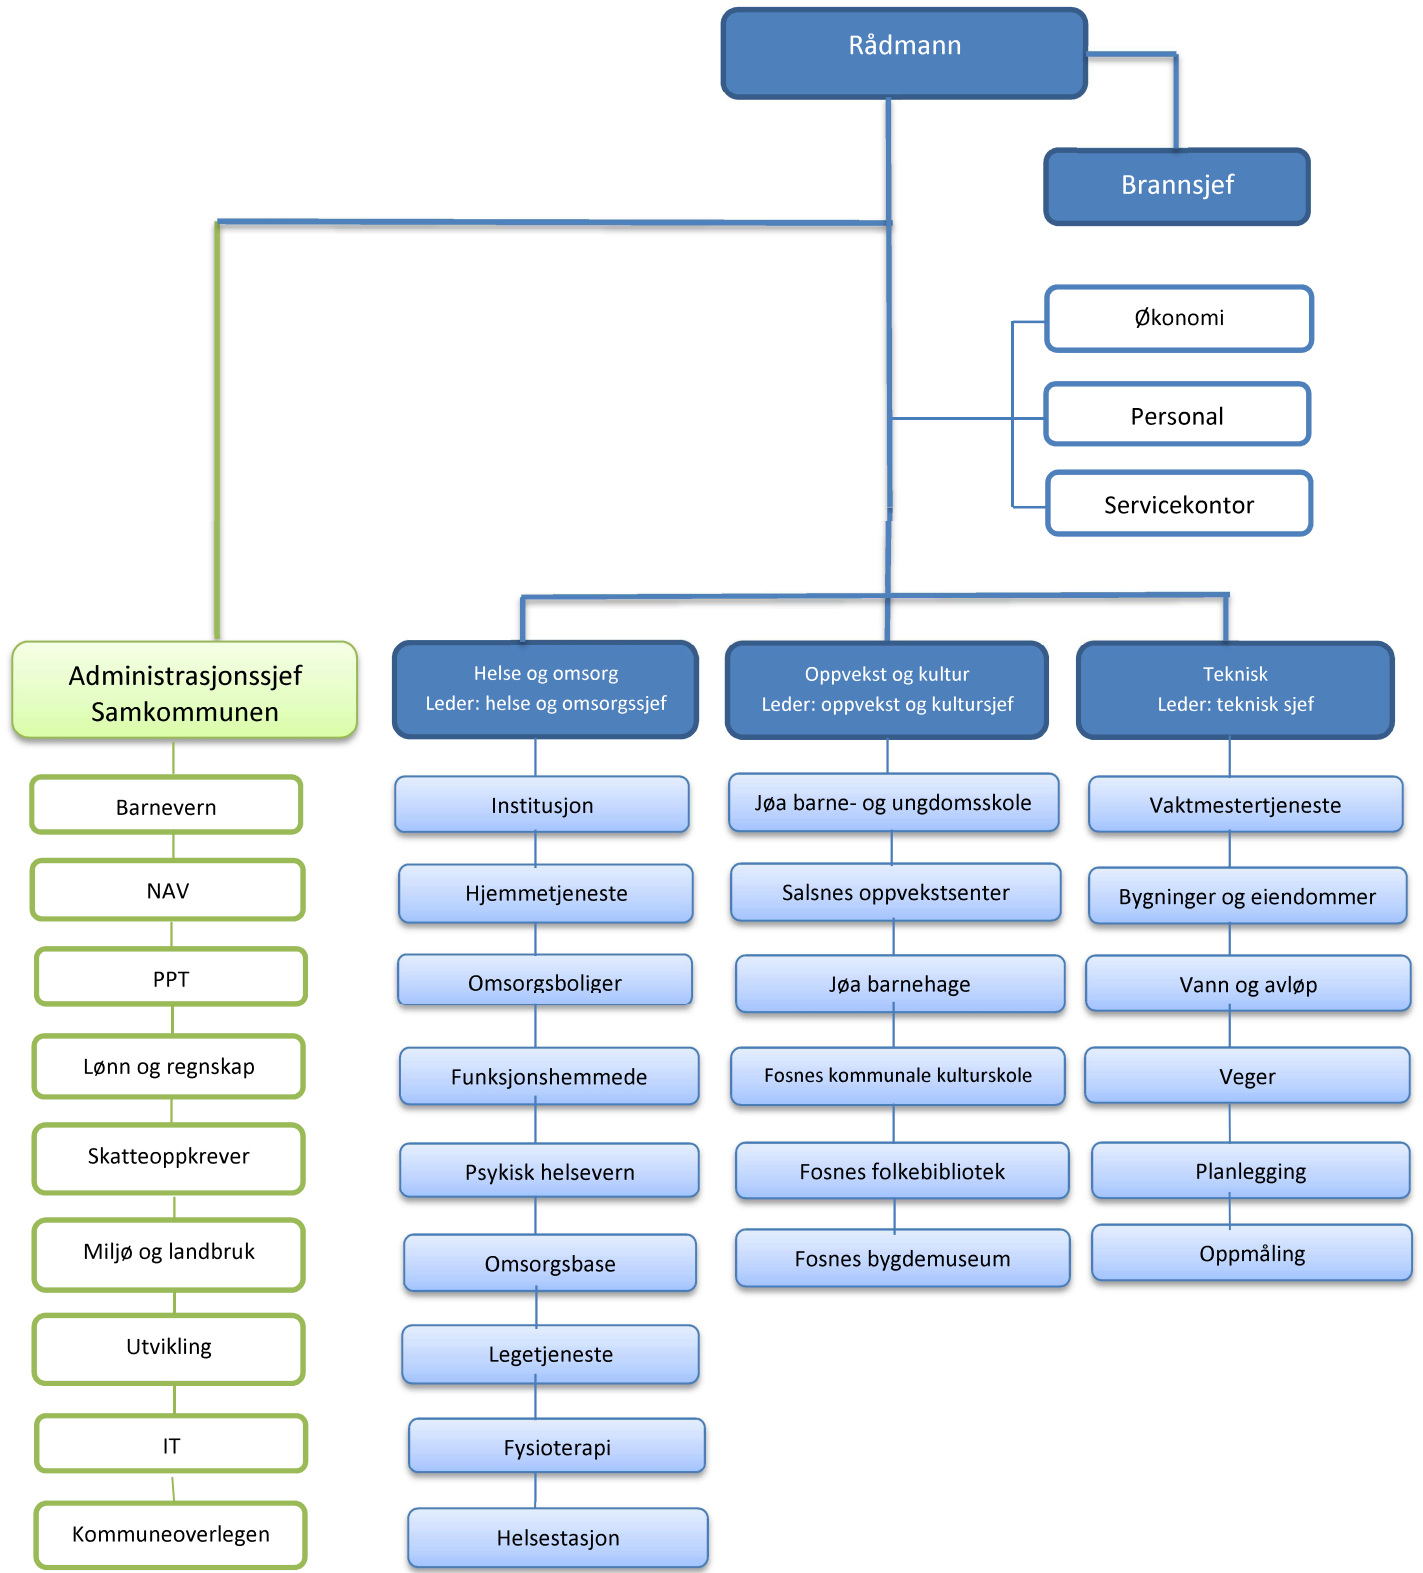 Rådmann
Brannsjef
Økonomi
Personal
Servicekontor
Administrasjonssjef
Samkommunen
Barnevern
NAV
PPT
Lønn og regnskap
Skatteoppkrever
Miljø og landbruk
Utvikling
IT
Kommuneoverlegen
Helse og omsorg
Leder: helse og omsorgssjef
Institusjon
Hjemmetjeneste
Omsorgsboliger
Funksjonshemmede
Psykisk helsevern
Omsorgsbase
Legetjeneste
Fysioterapi
Helsestasjon
Oppvekst og kultur
Leder: oppvekst og kultursjef
Jøa barne- og ungdomsskole
Salsnes oppvekstsenter
Jøa barnehage
Fosnes kommunale kulturskole
Fosnes folkebibliotek
Fosnes bygdemuseum
Teknisk
Leder: teknisk sjef
Vaktmestertjeneste
Bygninger og eiendommer
Vann og avløp
Veger
Planlegging
Oppmåling